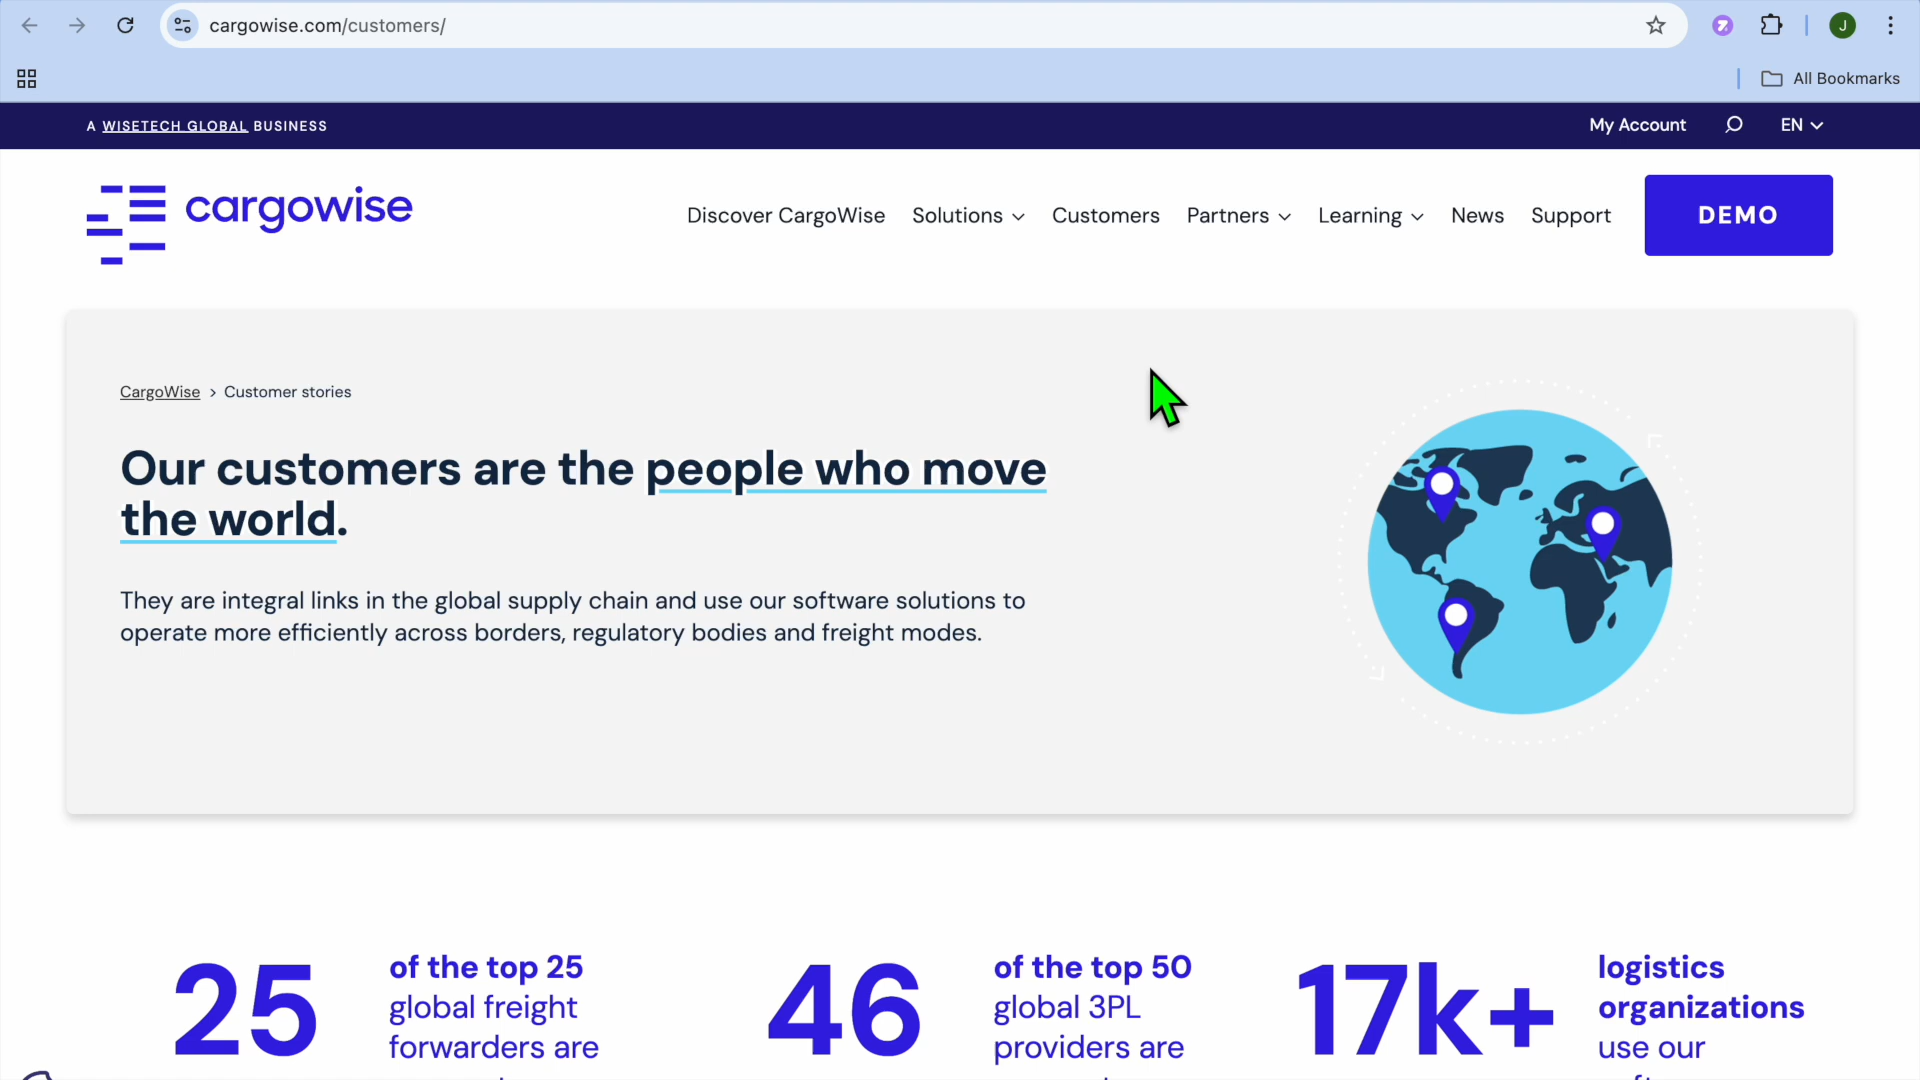 cargowise.com/customers/
J
All Bookmarks
A WISETECH GLOBAL BUSINESS
My Account
EN
cargowise
Discover CargoWise
Solutions
Customers
Partners
Learning
News
Support
DEMO
CargoWise > Customer stories
Our customers are the people who move
the world.
They are integral links in the global supply chain and use our software solutions to
operate more efficiently across borders, regulatory bodies and freight modes.
25
of the top 25
global freight
forwarders are
46
of the top 50
global 3PL
providers are
17k+
logistics
organizations
use our